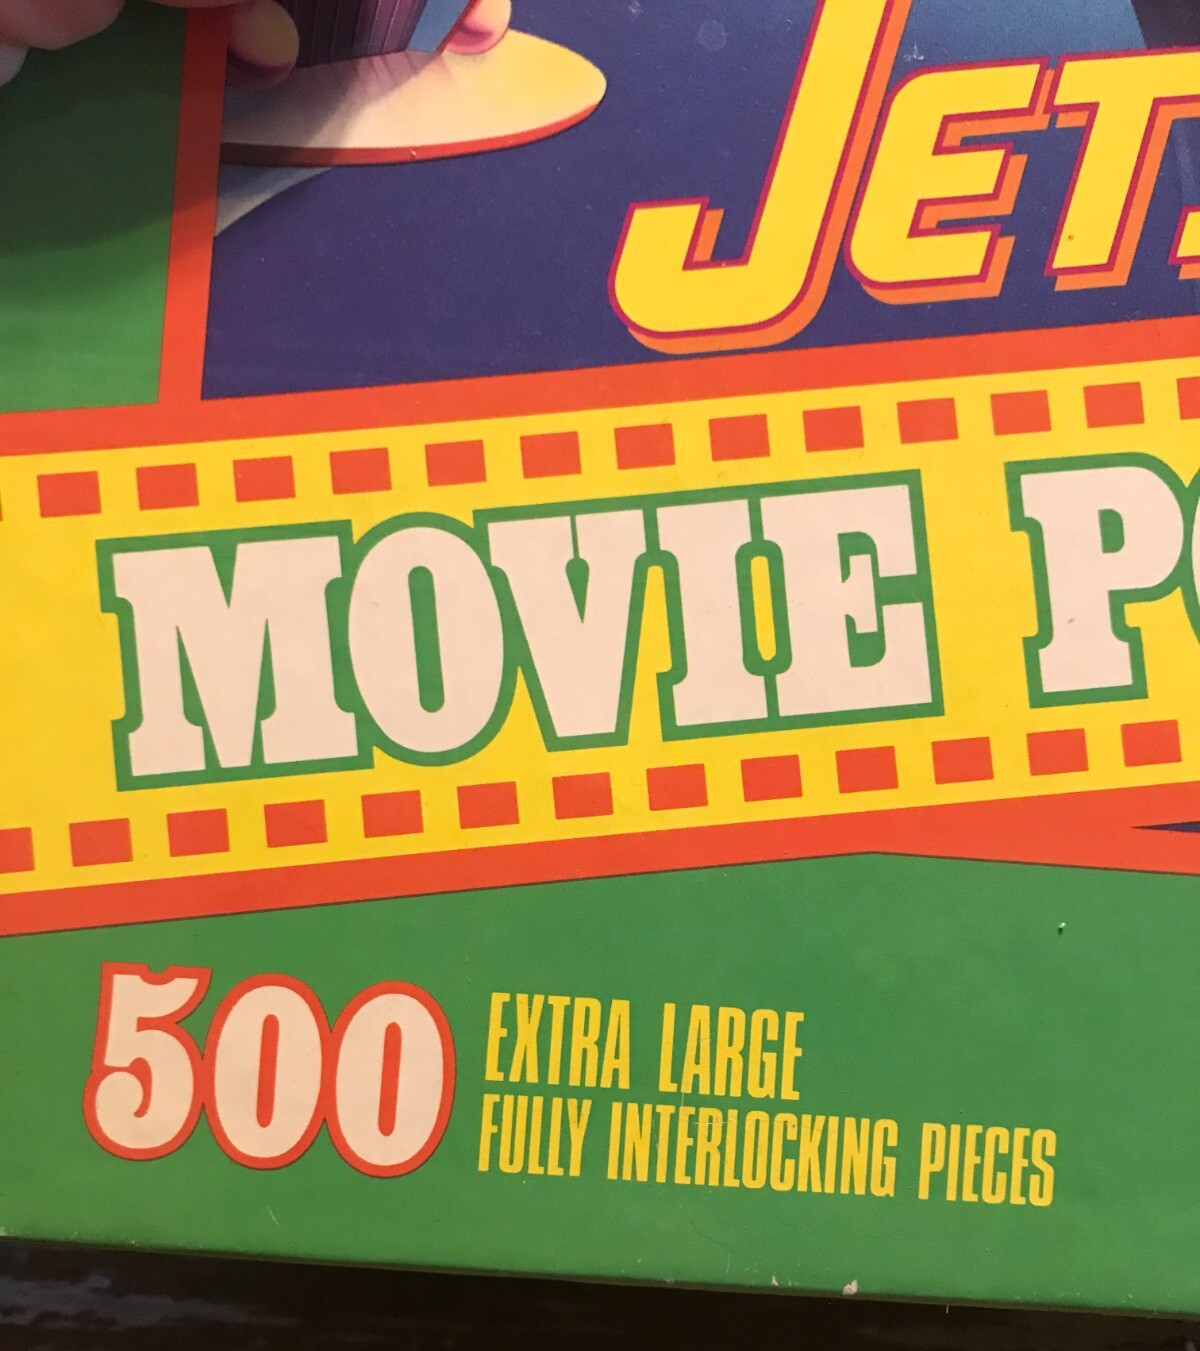 JET
MOVIE
500
EXTRA LARGE
FULLY INTERLOCKING PIECES